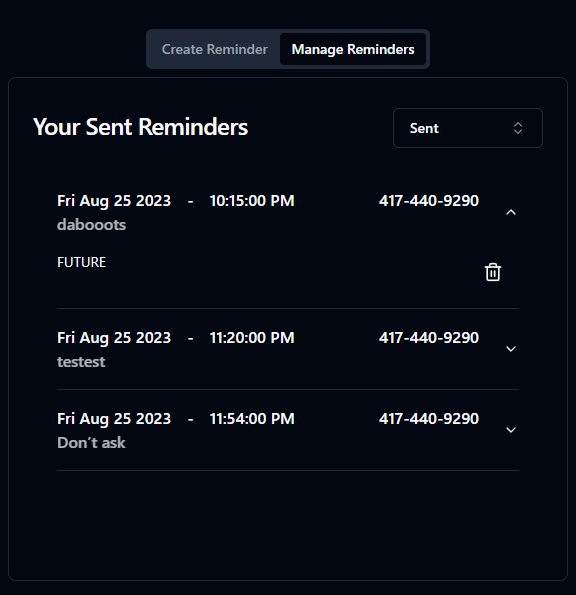 Create Reminder Manage Reminders
Your Sent Reminders Sent
Fri Aug 25 2023 - 10:15:00 PM 417-440-9290
dabooots
FUTURE
Fri Aug 25 2023 - 11:20:00 PM 417-440-9290
testest
Fri Aug 25 2023 - 11:54:00 PM 417-440-9290
Don´t ask